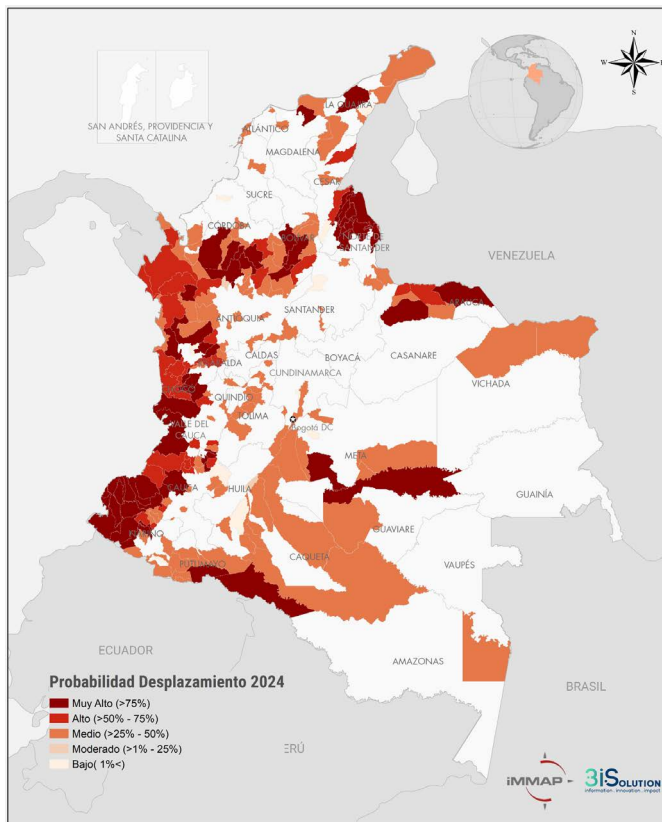 N
W
S
LA GUAJIRA
ATLÁNTICO
SAN ANDRÉS, PROVIDENCIA Y
SANTA CATALINA
MAGDALENA
CESAR
SUCRE
CÓRDOBA
BOLÍVAR
NORTE DE
SANTANDER
VENEZUELA
ARAUCA
ANTIOQUIA
SANTANDER
BOYACÁ
CASANARE
CALDAS
RISARALDA
CUNDINAMARCA
VICHADA
CHOCÓ
QUINDÍO
TOLIMA
Bogotá DC
VALLE DEL
CAUCA
META
GUAINÍA
CAUCA
HUILA
GUAVIARE
NARIÑO
CAQUETÁ
VAUPÉS
PUTUMAYO
ECUADOR
AMAZONAS
BRASIL
Probabilidad Desplazamiento 2024
Muy Alto (>75%)
Alto (>50% - 75%)
Medio (>25% - 50%)
Moderado (>1% - 25%)
Bajo( 1%<)
ERÚ
iMMAP
3iSolution
information. innovation. impact.